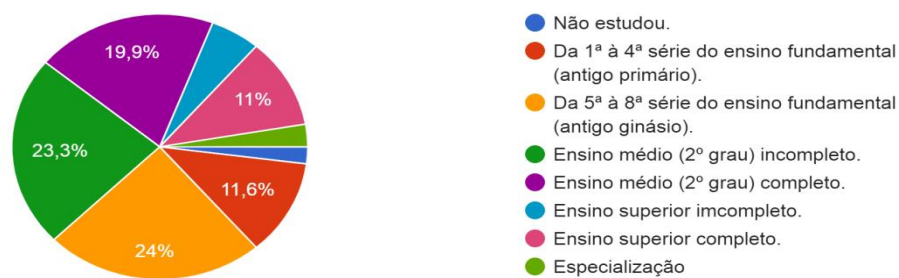 19,9%
11%
23,3%
11,6%
24%
Não estudou.
Da 1ª à 4ª série do ensino fundamental
(antigo primário).
Da 5ª à 8ª série do ensino fundamental
(antigo ginásio).
Ensino médio (2º grau) incompleto.
Ensino médio (2º grau) completo.
Ensino superior imcompleto.
Ensino superior completo.
Especialização